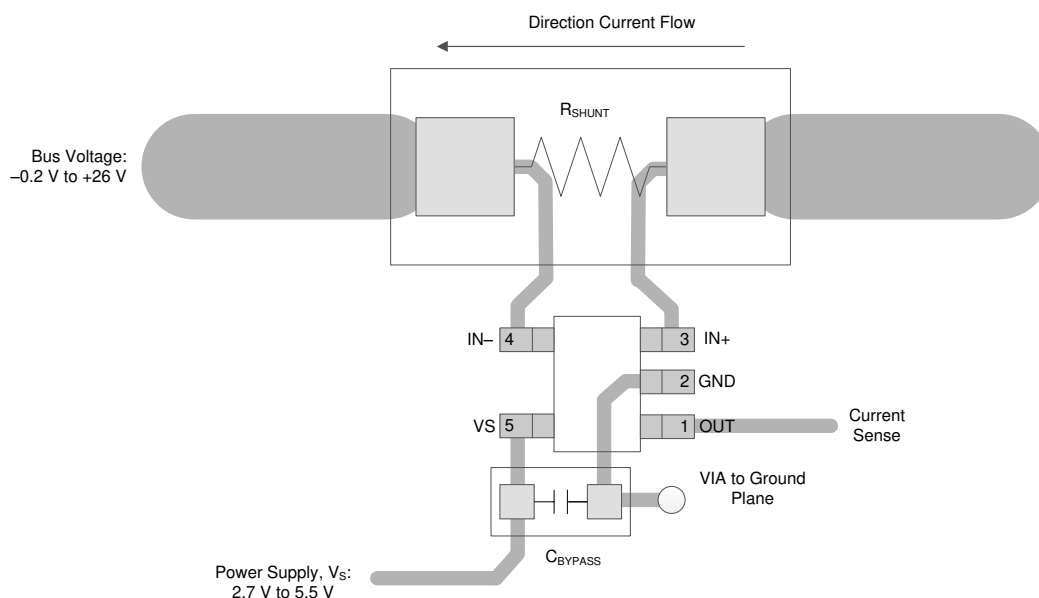 Direction Current Flow
RSHUNT
Bus Voltage:
–0.2 V to +26 V
IN–
4
3
IN+
2
GND
VS
5
1
OUT
Current
Sense
VIA to Ground
Plane
CBYPASS
Power Supply, VS:
2.7 V to 5.5 V